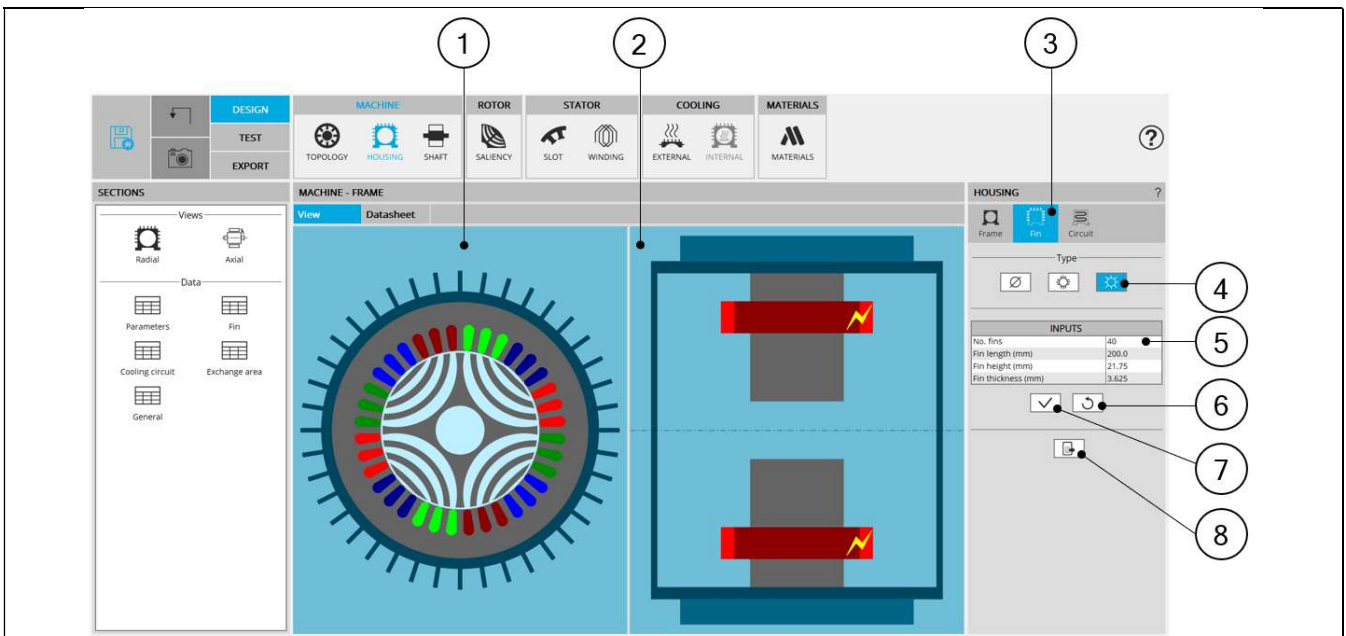 1 2 3
DESIGN MACHINE ROTOR STATOR COOLING MATERIALS
TEST
EXPORT
TOPOLOGY HOUSING SHAFT SALIENCY SLOT WINDING EXTERNAL INTERNAL MATERIALS
?
SECTIONS
Views
Radial Axial
Data
Parameters Fin
Cooling circuit Exchange area
General
MACHINE - FRAME
View Datasheet
HOUSING ?
Frame Fin Circuit
Type
4
INPUTS
No. fins 40
Fin length (mm) 200.0
Fin height (mm) 21.75
Fin thickness (mm) 3.625
5
6
7
8